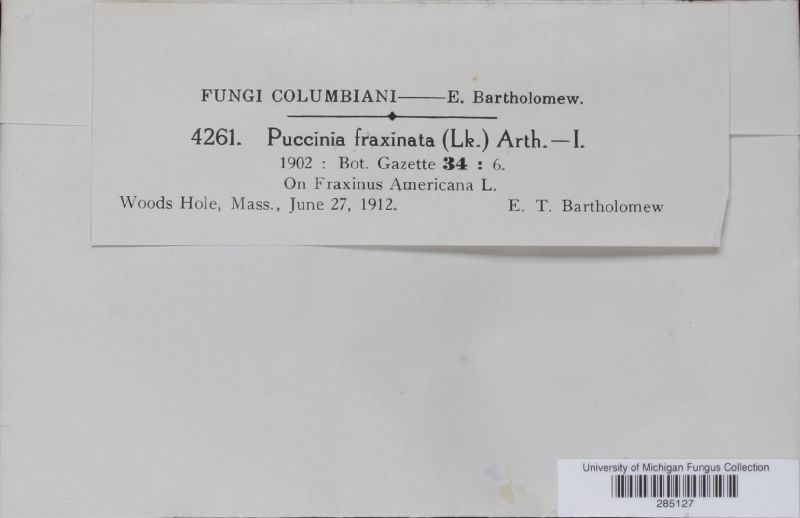 FUNGI COLUMBIANI——E. Bartholomew.
4261. Puccinia fraxinata (Lk.) Arth.—I.
1902 : Bot. Gazette 34 : 6.
On Fraxinus Americana L.
Woods Hole, Mass., June 27, 1912. E. T. Bartholomew
University of Michigan Fungus Collection
285127